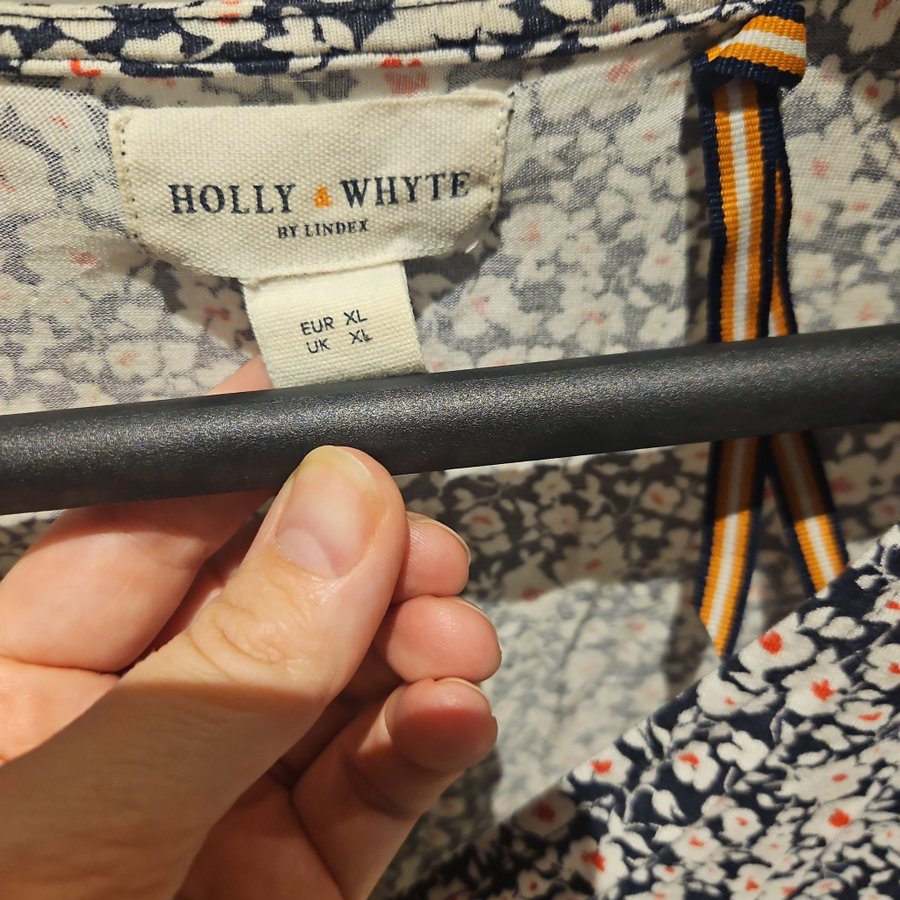 HOLLY & WHYTE
BY LINDEX
EUR XL
UK XL